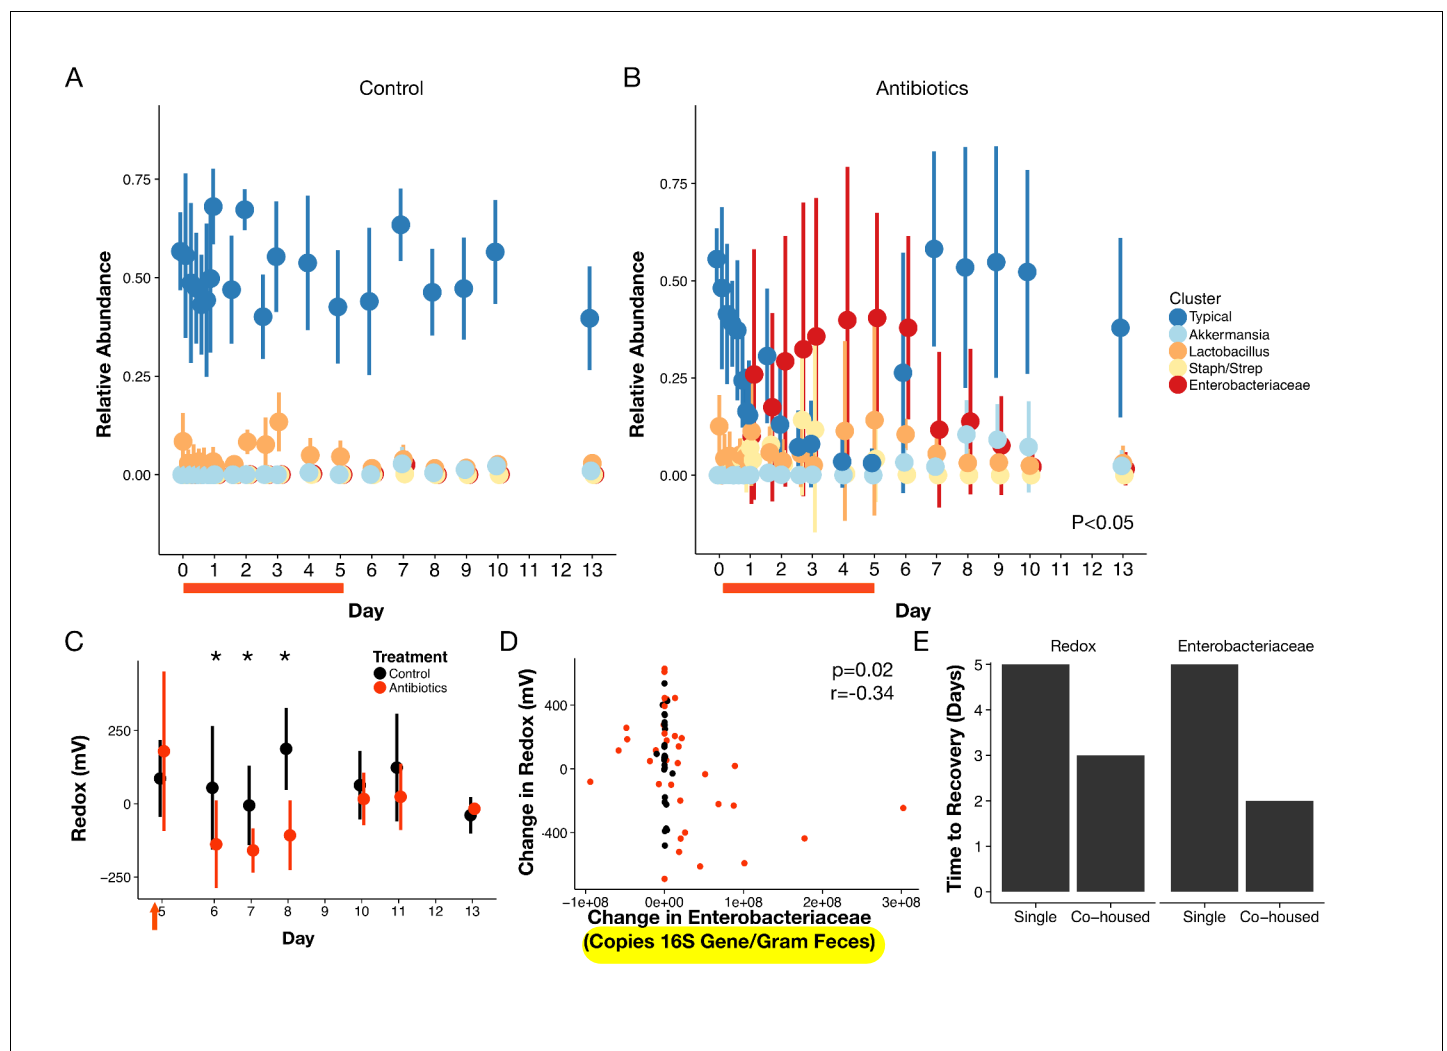 A
Control
Relative Abundance
0.75
0.50
0.25
0.00
0 1 2 3 4 5 6 7 8 9 10 11 12 13
Day
B
Antibiotics
Relative Abundance
0.75
0.50
0.25
0.00
P<0.05
0 1 2 3 4 5 6 7 8 9 10 11 12 13
Day
Cluster
Typical
Akkermansia
Lactobacillus
Staph/Strep
Enterobacteriaceae
C
* * *
Treatment
Control
Antibiotics
Redox (mV)
250
0
−250
5 6 7 8 9 10 11 13
Day
D
p=0.02
r=-0.34
Change in Redox (mV)
400
0
-400
−1e+08 0e+00 1e+08 2e+08 3e+08
Change in Enterobacteriaceae
(Copies 16S Gene/Gram Feces)
E
Redox
Enterobacteriaceae
Time to Recovery (Days)
5
3
2
1
0
Single Co−housed Single Co−housed